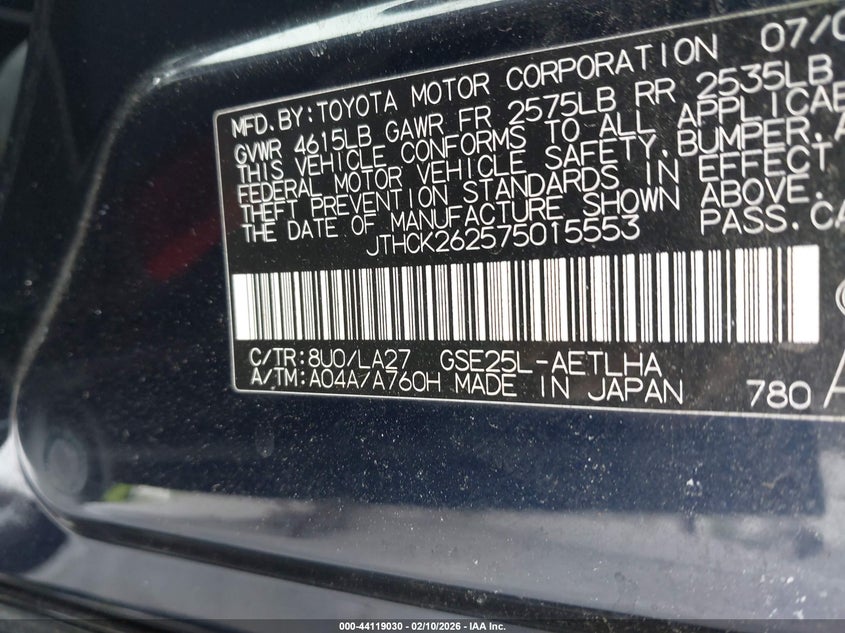 MFD.BY:TOYOTA MOTOR CORPORATION 07/0
GVWR 4615LB GAWR FR 2575LB RR 2535LB
THIS VEHICLE CONFORMS TO ALL APPLICAB
FEDERAL MOTOR VEHICLE SAFETY, BUMPER, A
THEFT PREVENTION STANDARDS IN EFFECT
THE DATE OF MANUFACTURE SHOWN ABOVE.
JTHCK262575015553 PASS.CA
C/TR:8U0/LA27 GSE25L-AETLHA
A/TM:A04A/A760H MADE IN JAPAN 780
000-44119030 - 02/10/2026 - IAA Inc.